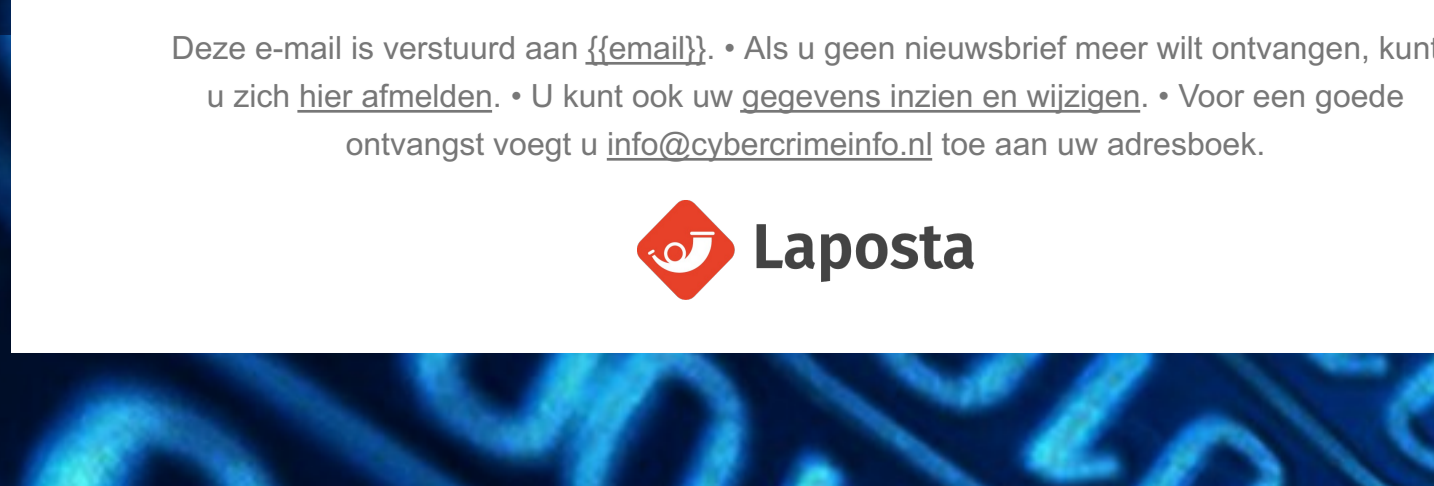 Deze e-mail is verstuurd aan {{email}}. • Als u geen nieuwsbrief meer wilt ontvangen, kunt
u zich hier afmelden. • U kunt ook uw gegevens inzien en wijzigen. • Voor een goede
ontvangst voegt u info@cybercrimeinfo.nl toe aan uw adresboek.
Laposta